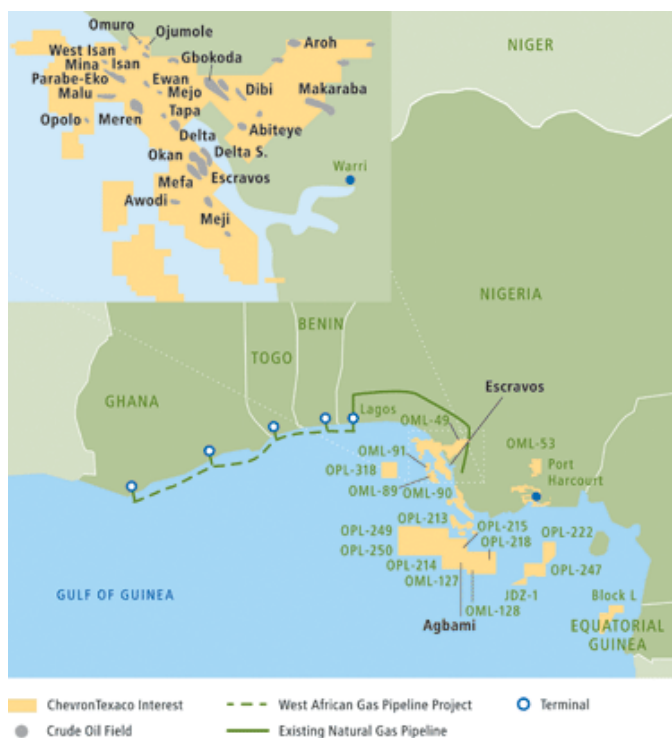 Omuro
Ojumole
West Isan
Mina
Isan
Parabe-Eko
Malu
Opolo
Meren
Gbokoda
Ewan
Mejo
Tapa
Dibi
Aroh
Makaraba
Abiteye
Delta
Okan
Delta S.
Mefa
Escravos
Awodi
Meji
Warri
NIGER
NIGERIA
BENIN
TOGO
GHANA
Lagos
Escravos
OML-49
OML-91
OPL-318
OML-89
OML-90
OML-53
Port
Harcourt
OPL-213
OPL-249
OPL-250
OPL-215
OPL-218
OPL-222
OPL-214
OML-127
OPL-247
JDZ-1
OML-128
Agbami
Block L
EQUATORIAL
GUINEA
GULF OF GUINEA
ChevronTexaco Interest
West African Gas Pipeline Project
Terminal
Crude Oil Field
Existing Natural Gas Pipeline